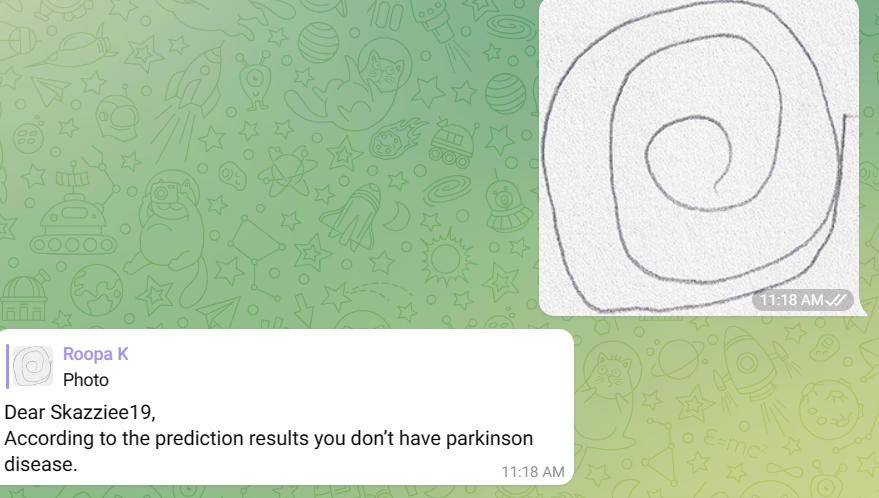 11:18 AM
Roopa K
Photo
Dear Skazziee19,
According to the prediction results you don’t have parkinson
disease.
11:18 AM
E=mc²